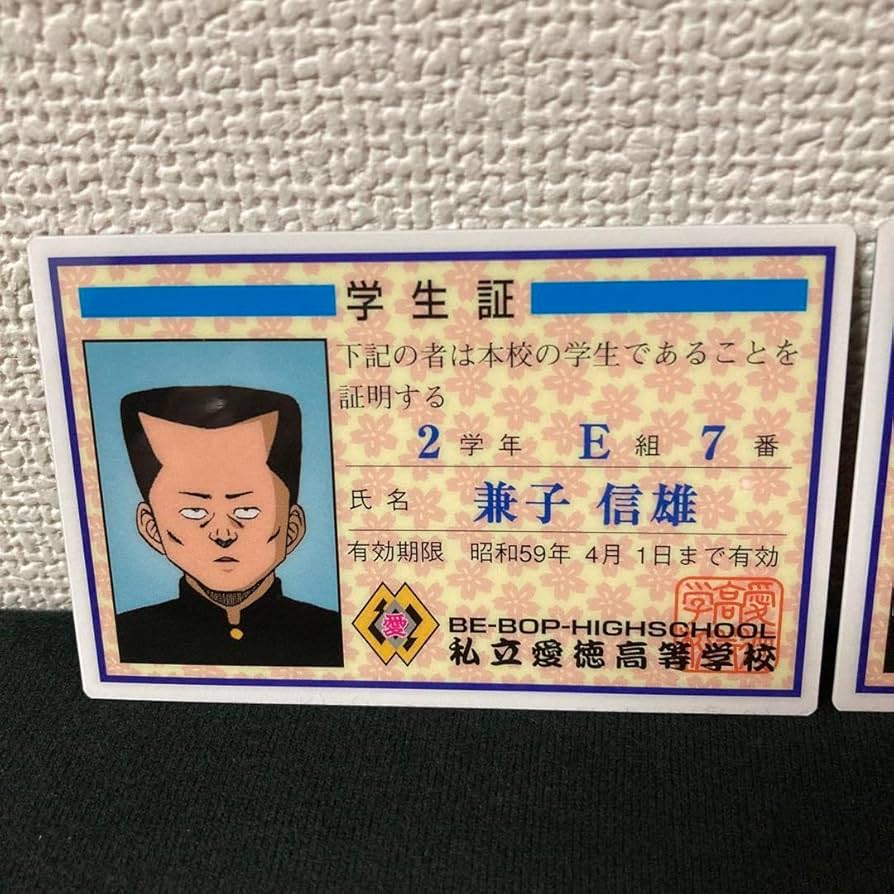 学生証
下記の者は本校の学生であることを
証明する
2学年 E組 7番
氏名 兼子 信雄
有効期限 昭和59年 4月 1日まで有効
愛
BE-BOP-HIGHSCHOOL
私立愛徳高等学校